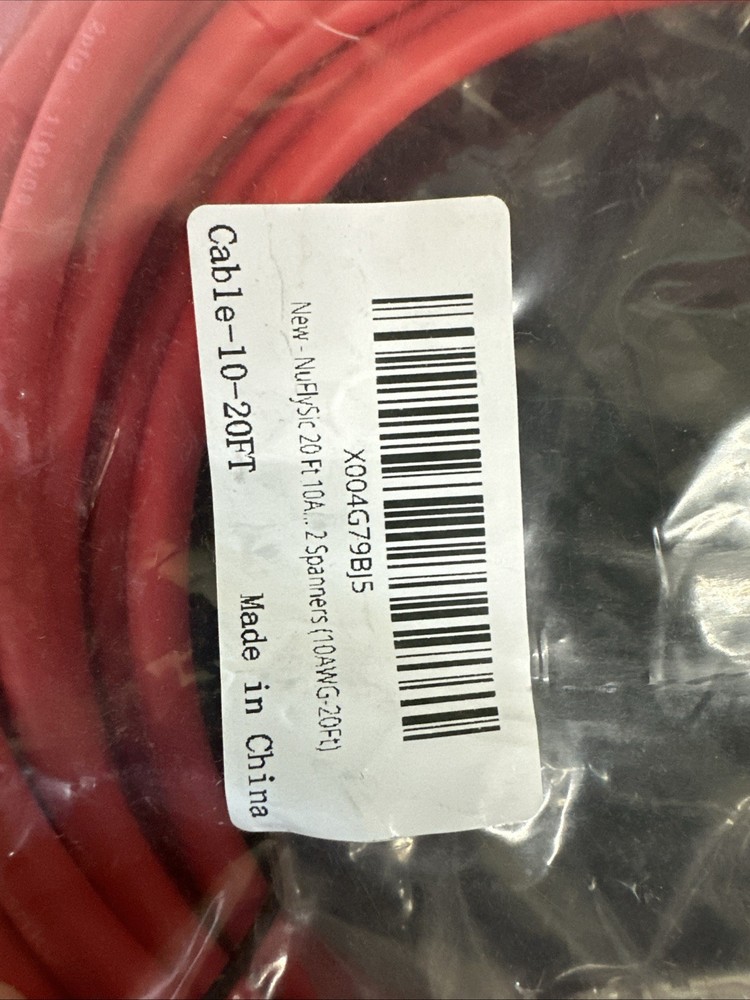 X004G79BJ5
New - NuFlySic 20 Ft 10A... 2 Spanners (10AWG-20Ft)
Cable-10-20FT Made in China